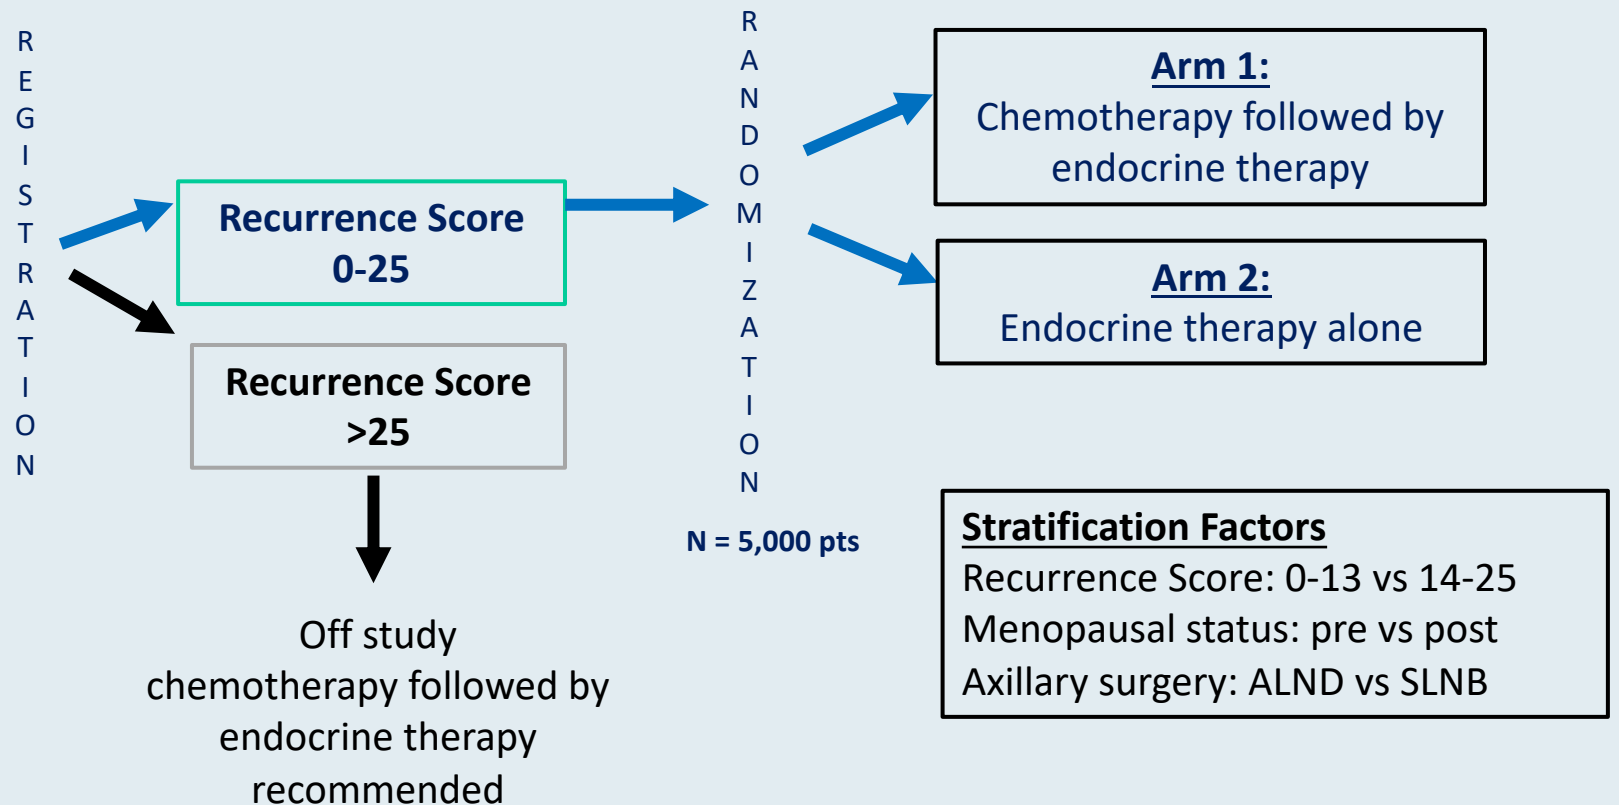 REGISTRATION
Recurrence Score
0-25
Recurrence Score
>25
Off study
chemotherapy followed by
endocrine therapy
recommended
RANDOMIZATION
N = 5,000 pts
Arm 1:
Chemotherapy followed by
endocrine therapy
Arm 2:
Endocrine therapy alone
Stratification Factors
Recurrence Score: 0-13 vs 14-25
Menopausal status: pre vs post
Axillary surgery: ALND vs SLNB